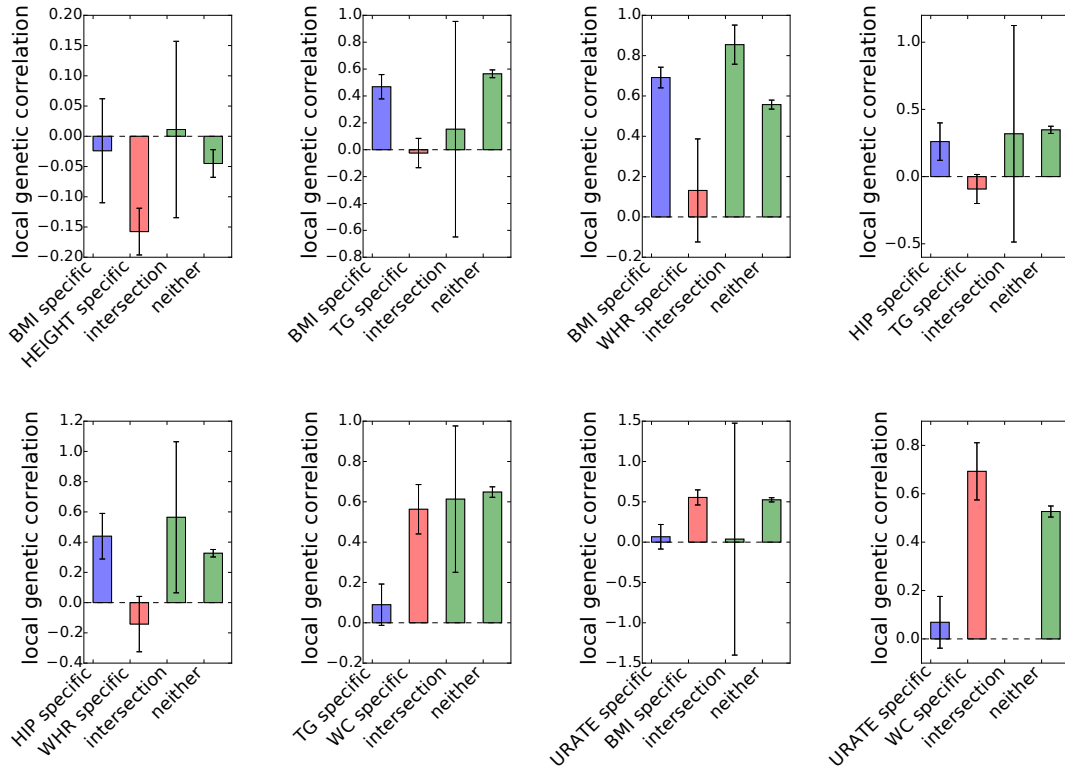 local genetic correlation
0.20
0.15
0.10
0.05
0.00
−0.05
−0.10
−0.15
−0.20
BMI specific
HEIGHT specific
intersection
neither
local genetic correlation
1.0
0.8
0.6
0.4
0.2
0.0
−0.2
−0.4
−0.6
−0.8
BMI specific
TG specific
intersection
neither
local genetic correlation
1.0
0.8
0.6
0.4
0.2
0.0
−0.2
BMI specific
WHR specific
intersection
neither
local genetic correlation
1.0
0.5
0.0
−0.5
HIP specific
TG specific
intersection
neither
local genetic correlation
1.2
1.0
0.8
0.6
0.4
0.2
0.0
−0.2
−0.4
HIP specific
WHR specific
intersection
neither
local genetic correlation
1.0
0.8
0.6
0.4
0.2
0.0
−0.2
TG specific
WC specific
intersection
neither
local genetic correlation
1.5
1.0
0.5
0.0
−0.5
−1.0
−1.5
URATE specific
BMI specific
intersection
neither
local genetic correlation
0.8
0.6
0.4
0.2
0.0
URATE specific
WC specific
intersection
neither